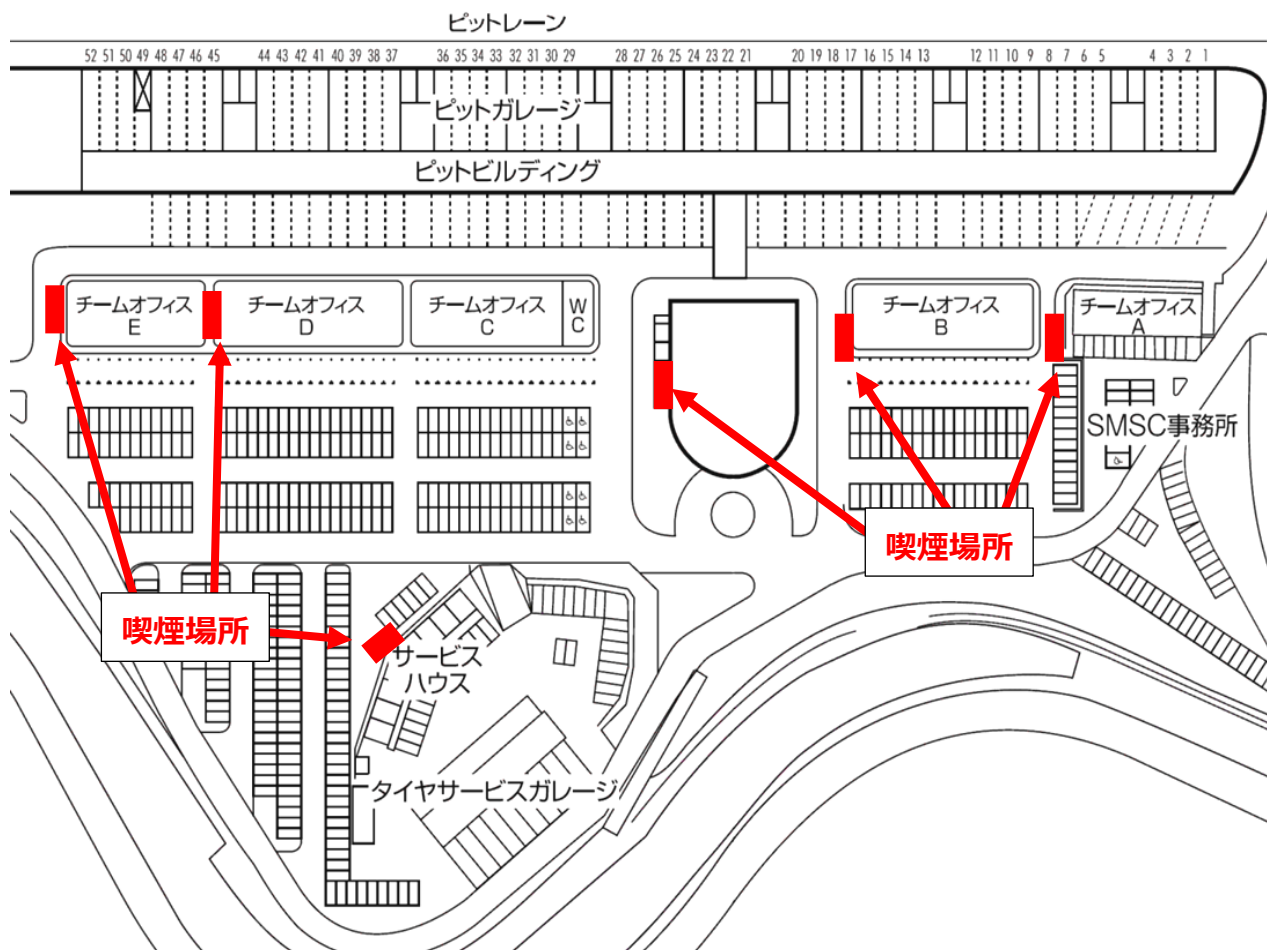 ピットレーン
52 51 50 49 48 47 46 45 44 43 42 41 40 39 38 37 36 35 34 33 32 31 30 29 28 27 26 25 24 23 22 21 20 19 18 17 16 15 14 13 12 11 10 9 8 7 6 5 4 3 2 1
ピットガレージ
ピットビルディング
チームオフィス
E
チームオフィス
D
チームオフィス
C
W
C
チームオフィス
B
チームオフィス
A
SMSC事務所
喫煙場所
喫煙場所
サービス
ハウス
タイヤサービスガレージ